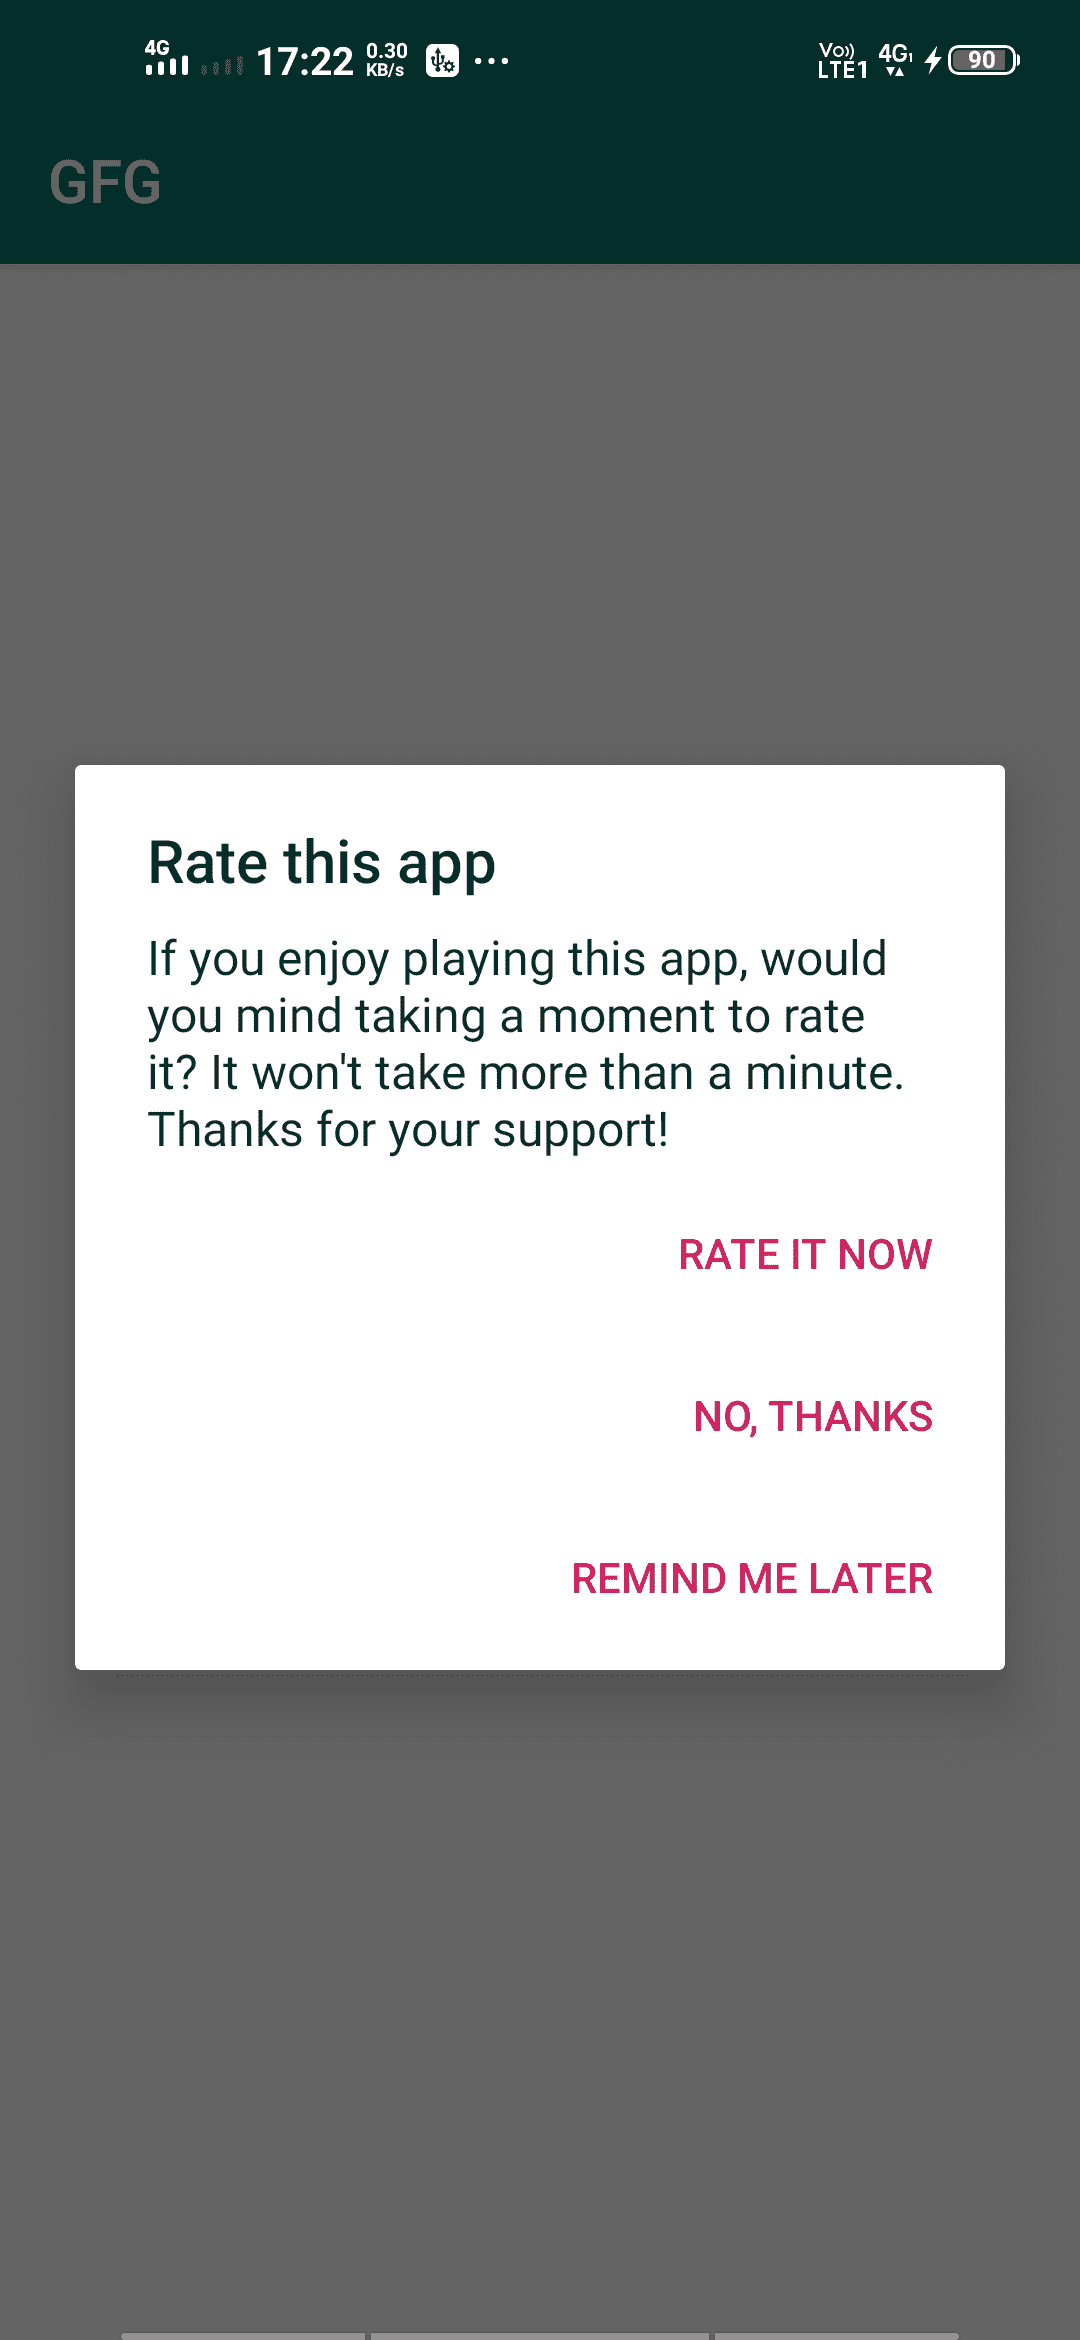 4G 17:22 0.30 KB/s ... Vo)) LTE1 4G1 90
GFG
Rate this app
If you enjoy playing this app, would
you mind taking a moment to rate
it? It won't take more than a minute.
Thanks for your support!
RATE IT NOW
NO, THANKS
REMIND ME LATER